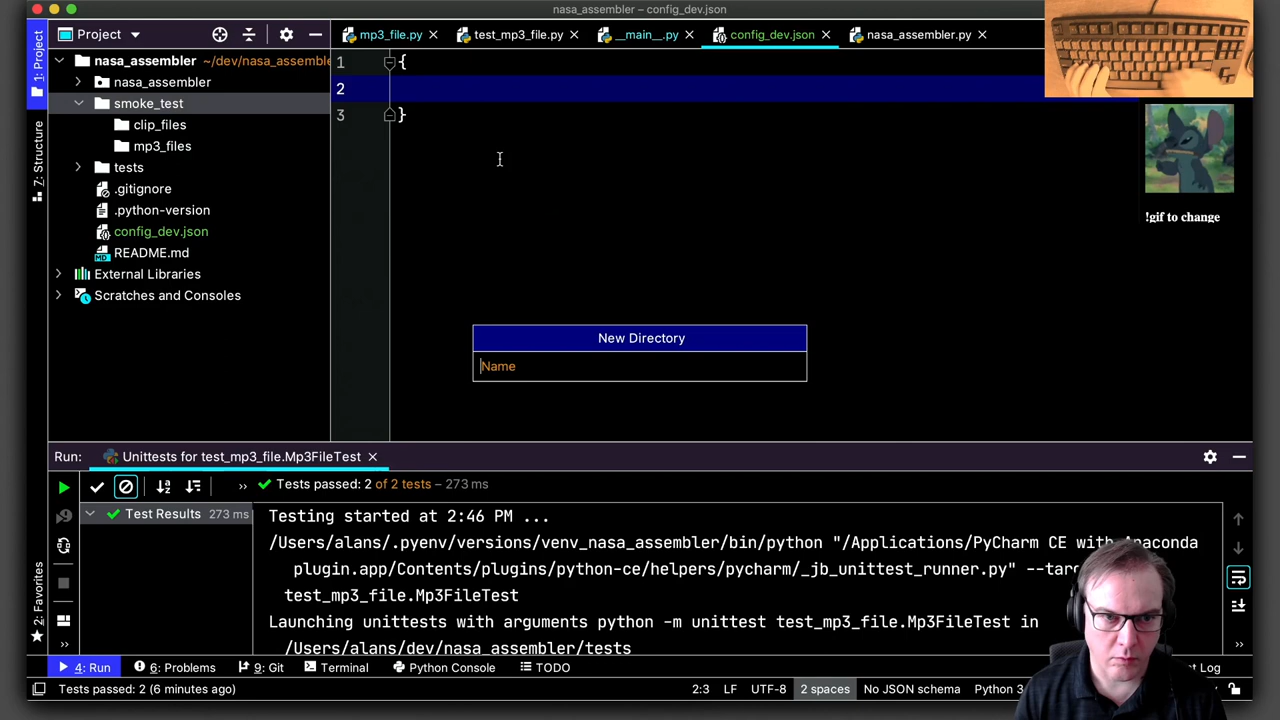 nasa_assembler – config_dev.json
1: Project
Project
mp3_file.py
test_mp3_file.py
__main__.py
config_dev.json
nasa_assembler.py
nasa_assembler ~/dev/nasa_assemble
nasa_assembler
smoke_test
clip_files
mp3_files
tests
.gitignore
.python-version
config_dev.json
README.md
External Libraries
Scratches and Consoles
7: Structure
2: Favorites
1 {
2
3 }
!gif to change
New Directory
Name
Run: Unittests for test_mp3_file.Mp3FileTest
Tests passed: 2 of 2 tests – 273 ms
Test Results 273 ms
Testing started at 2:46 PM ...
/Users/alans/.pyenv/versions/venv_nasa_assembler/bin/python "/Applications/PyCharm CE with Anaconda
plugin.app/Contents/plugins/python-ce/helpers/pycharm/_jb_unittest_runner.py" --tar
test_mp3_file.Mp3FileTest
Launching unittests with arguments python -m unittest test_mp3_file.Mp3FileTest in
/Users/alans/dev/nasa_assembler/tests
4: Run 6: Problems 9: Git Terminal Python Console TODO
t Log
Tests passed: 2 (6 minutes ago) 2:3 LF UTF-8 2 spaces No JSON schema Python 3